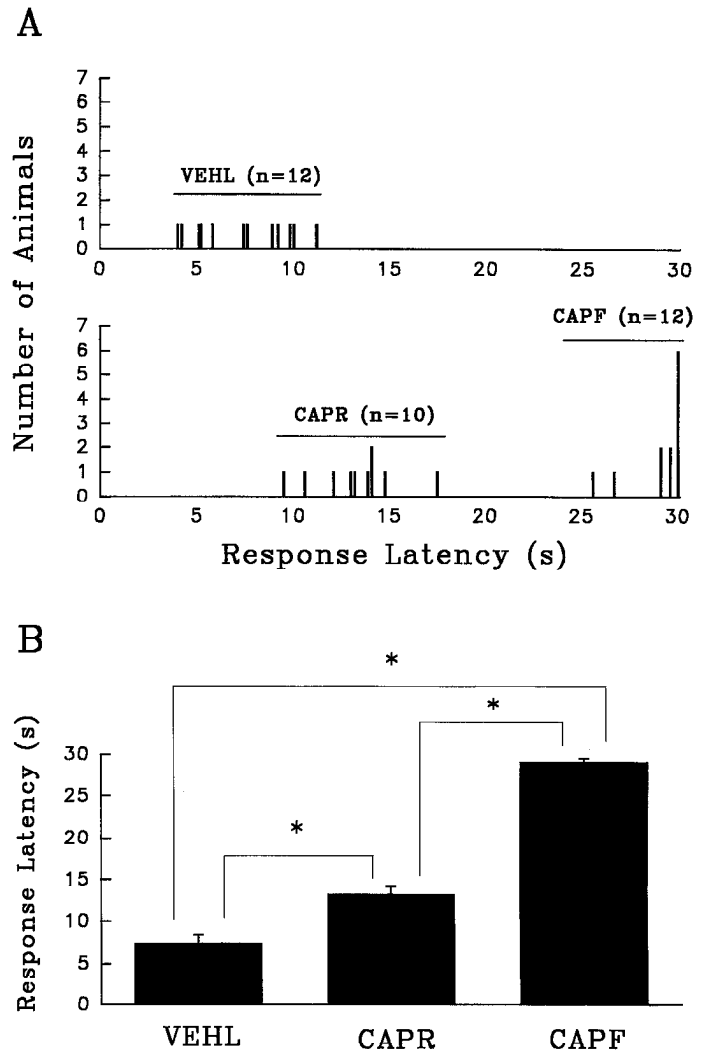 A
Number of Animals
7
6
5
4
3
2
1
0
VEHL (n=12)
0 5 10 15 20 25 30
7
6
5
4
3
2
1
0
CAPR (n=10)
CAPF (n=12)
0 5 10 15 20 25 30
Response Latency (s)
B
Response Latency (s)
30
25
20
15
10
5
0
*
*
*
VEHL CAPR CAPF